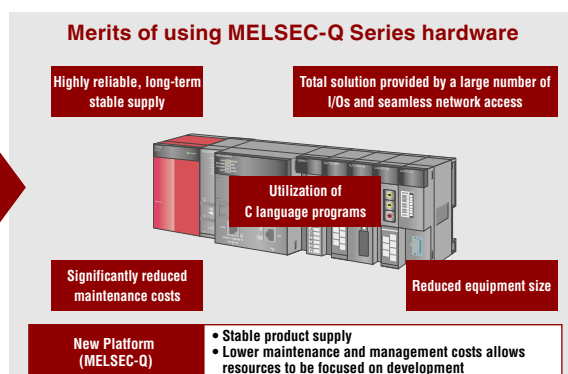 Merits of using MELSEC-Q Series hardware
Highly reliable, long-term
stable supply
Total solution provided by a large number of
I/Os and seamless network access
Utilization of
C language programs
Significantly reduced
maintenance costs
Reduced equipment size
New Platform
(MELSEC-Q)
• Stable product supply
• Lower maintenance and management costs allows
resources to be focused on development